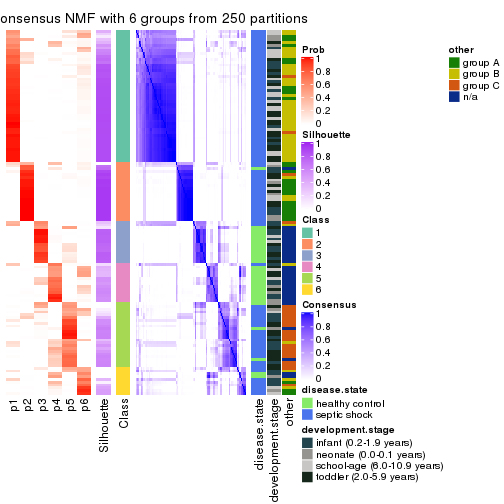 onsensus NMF with 6 groups from 250 partitions
Prob
1
0.8
0.6
0.4
0.2
0
Silhouette
1
0.8
0.6
0.4
0.2
0
Class
1
2
3
4
5
6
Consensus
1
0.8
0.6
0.4
0.2
0
disease.state
healthy control
septic shock
development.stage
infant (0.2-1.9 years)
neonate (0.0-0.1 years)
school-age (6.0-10.9 years)
toddler (2.0-5.9 years)
other
group A
group B
group C
n/a
p1
p2
p3
p4
p5
p6
Silhouette
Class
disease.state
development.stage
other